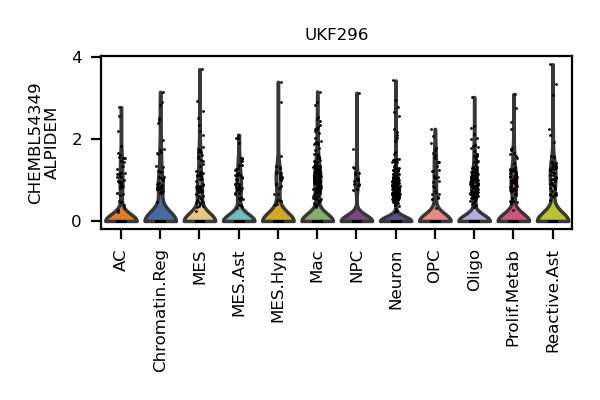 UKF296
CHEMBL54349
ALPIDEM
4
2
0
AC
Chromatin.Reg
MES
MES.Ast
MES.Hyp
Mac
NPC
Neuron
OPC
Oligo
Prolif.Metab
Reactive.Ast